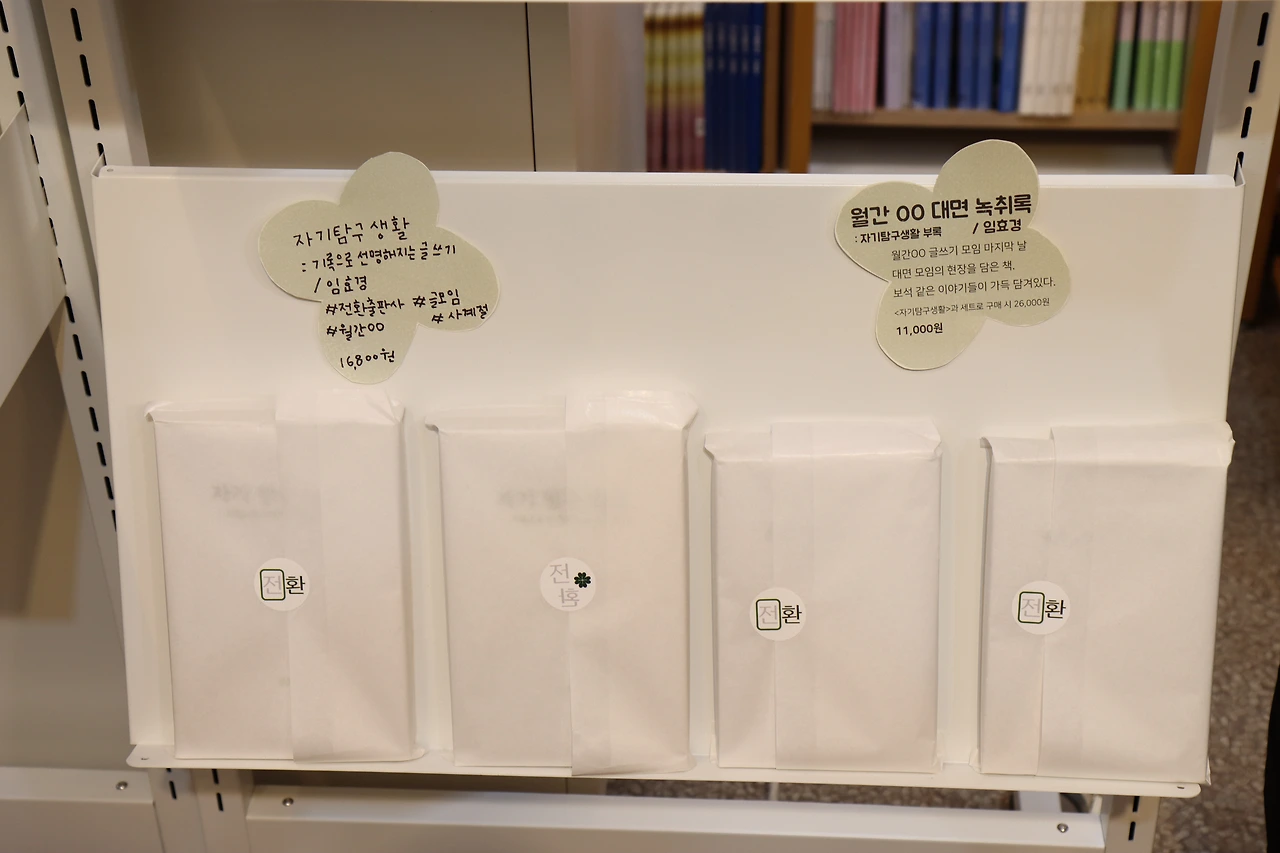 자기탐구생활
: 기록으로 선명해지는 글쓰기
/ 임효경
#전환출판사 #글모임
#월간OO # 사계절
16,800원
월간 OO 대면 녹취록
: 자기탐구생활 부록 / 임효경
월간OO 글쓰기 모임 마지막 날
대면 모임의 현장을 담은 책.
보석 같은 이야기들이 가득 담겨있다.
<자기탐구생활>과 세트로 구매 시 26,000원
11,000원
전환
전
환
전환
전환